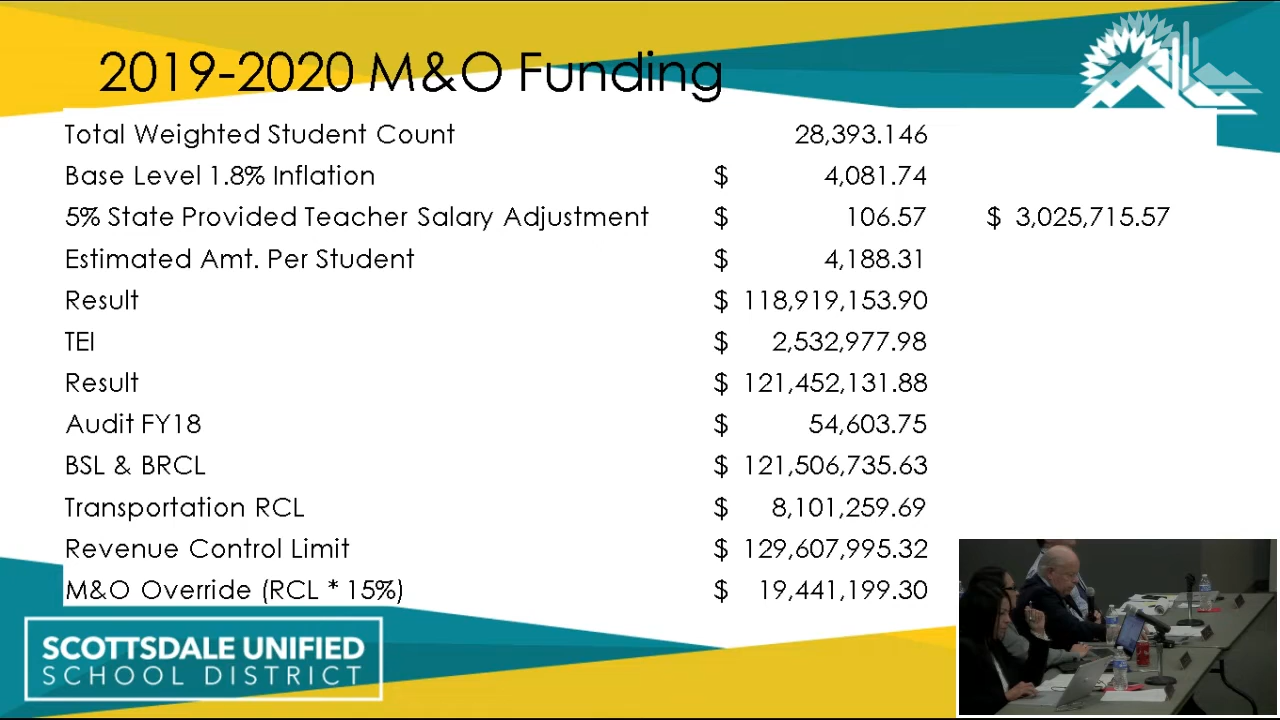 2019-2020 M&O Funding
Total Weighted Student Count 28,393.146
Base Level 1.8% Inflation $ 4,081.74
5% State Provided Teacher Salary Adjustment $ 106.57 $ 3,025,715.57
Estimated Amt. Per Student $ 4,188.31
Result $ 118,919,153.90
TEI $ 2,532,977.98
Result $ 121,452,131.88
Audit FY18 $ 54,603.75
BSL & BRCL $ 121,506,735.63
Transportation RCL $ 8,101,259.69
Revenue Control Limit $ 129,607,995.32
M&O Override (RCL * 15%) $ 19,441,199.30
SCOTTSDALE UNIFIED
SCHOOL DISTRICT